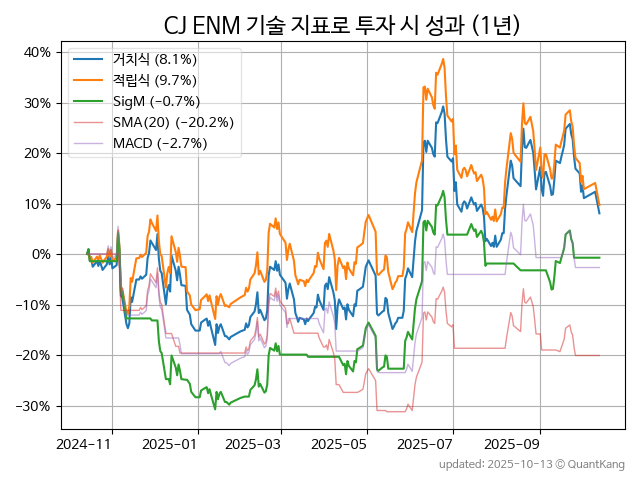 CJ ENM 기술 지표로 투자 시 성과 (1년)
40%
30%
20%
10%
0%
−10%
−20%
−30%
거치식 (8.1%)
적립식 (9.7%)
SigM (−0.7%)
SMA(20) (−20.2%)
MACD (−2.7%)
2024-11 2025-01 2025-03 2025-05 2025-07 2025-09
updated: 2025-10-13 ⓒ QuantKang